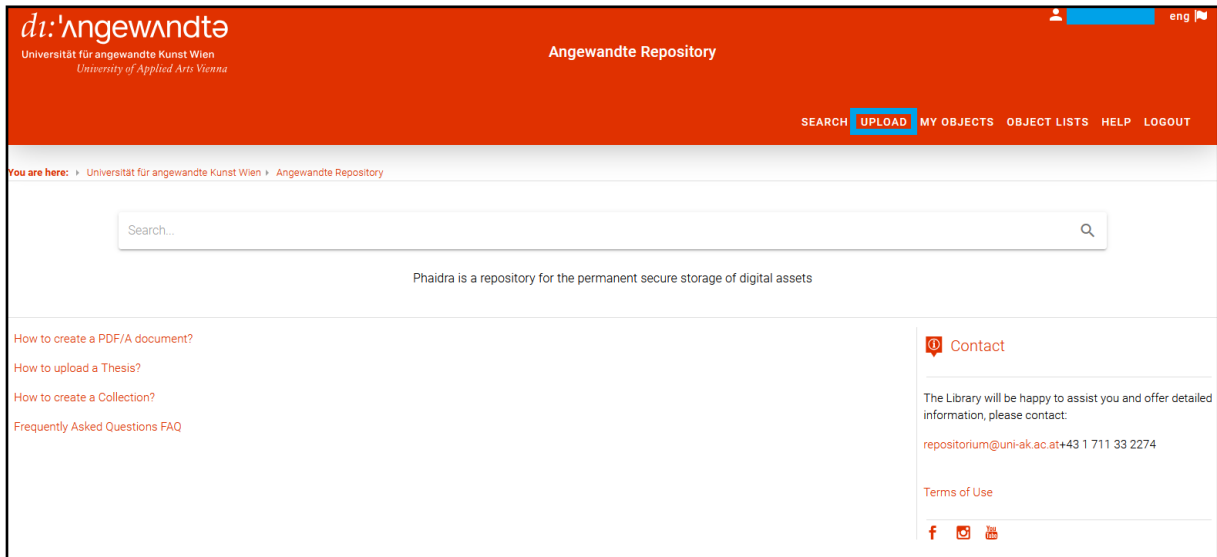 dı:ˈʌngewʌndtə
Universität für angewandte Kunst Wien
University of Applied Arts Vienna
eng
Angewandte Repository
SEARCH UPLOAD MY OBJECTS OBJECT LISTS HELP LOGOUT
You are here: Universität für angewandte Kunst Wien Angewandte Repository
Search...
Phaidra is a repository for the permanent secure storage of digital assets
How to create a PDF/A document?
How to upload a Thesis?
How to create a Collection?
Frequently Asked Questions FAQ
Contact
The Library will be happy to assist you and offer detailed
information, please contact:
repositorium@uni-ak.ac.at+43 1 711 33 2274
Terms of Use
You
Tube